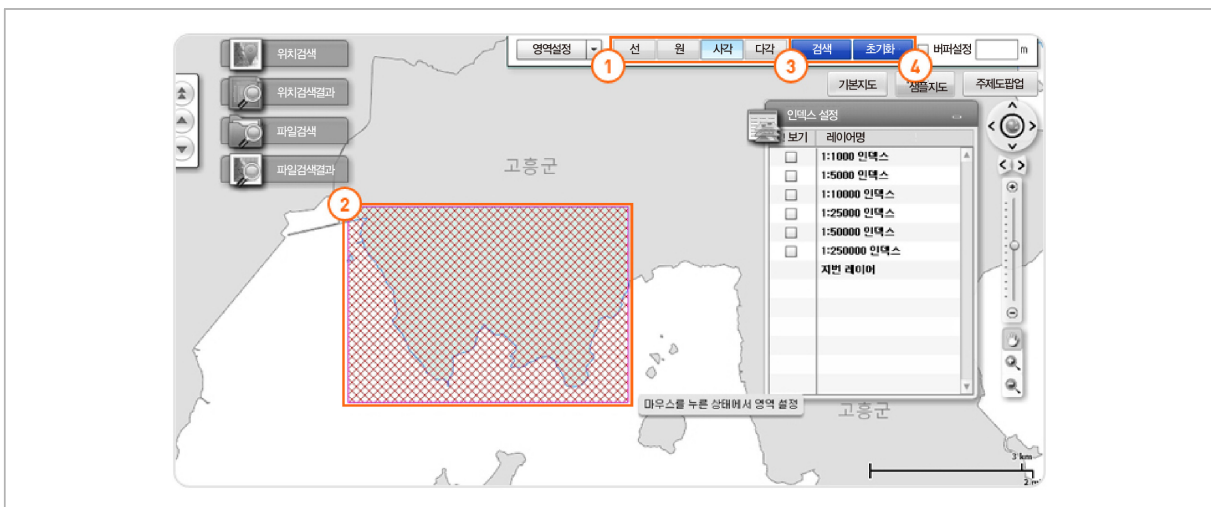 영역설정 선 원 사각 다각 검색 초기화 버퍼설정 m
1 3 4
위치검색
위치검색결과
파일검색
파일검색결과
기본지도 샘플지도 주제도팝업
인덱스 설정
보기 레이어명
1:1000 인덱스
1:5000 인덱스
1:10000 인덱스
1:25000 인덱스
1:50000 인덱스
1:250000 인덱스
지번 레이어
고흥군
2
마우스를 누른 상태에서 영역 설정
고흥군
3 km